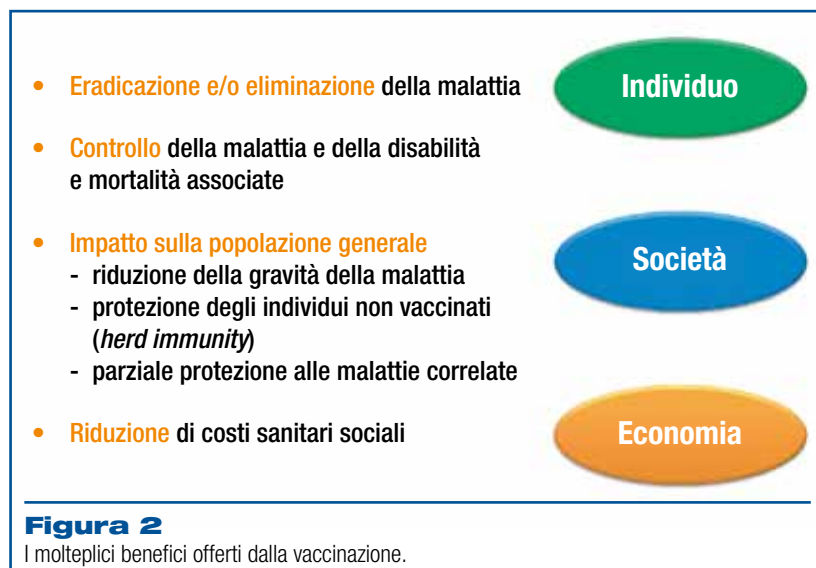 • Eradicazione e/o eliminazione della malattia
• Controllo della malattia e della disabilità
e mortalità associate
• Impatto sulla popolazione generale
- riduzione della gravità della malattia
- protezione degli individui non vaccinati
(herd immunity)
- parziale protezione alle malattie correlate
• Riduzione di costi sanitari sociali
Individuo
Società
Economia
Figura 2
I molteplici benefici offerti dalla vaccinazione.